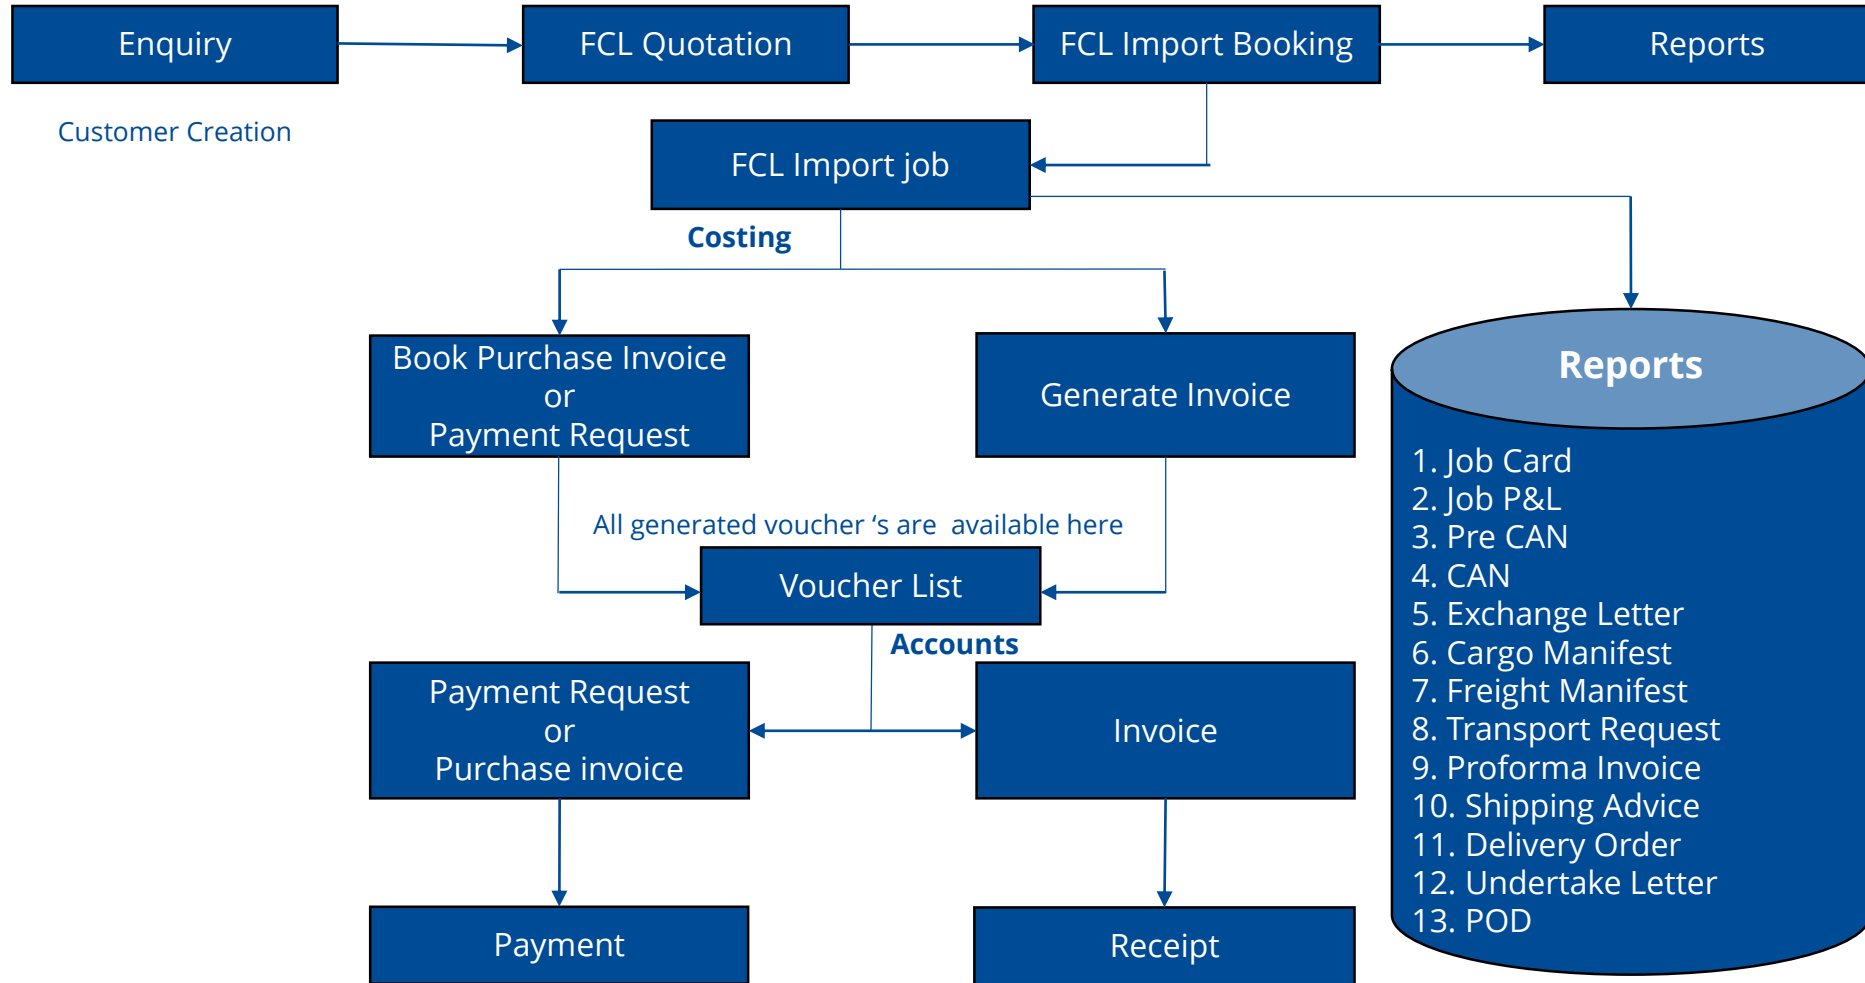 Enquiry
FCL Quotation
FCL Import Booking
Reports
Customer Creation
FCL Import job
Costing
Book Purchase Invoice
or
Payment Request
Generate Invoice
All generated voucher ‘s are  available here
Voucher List
Accounts
Payment Request
or
Purchase invoice
Invoice
Payment
Receipt
Reports
1. Job Card
2. Job P&L
3. Pre CAN
4. CAN
5. Exchange Letter
6. Cargo Manifest
7. Freight Manifest
8. Transport Request
9. Proforma Invoice
10. Shipping Advice
11. Delivery Order
12. Undertake Letter
13. POD